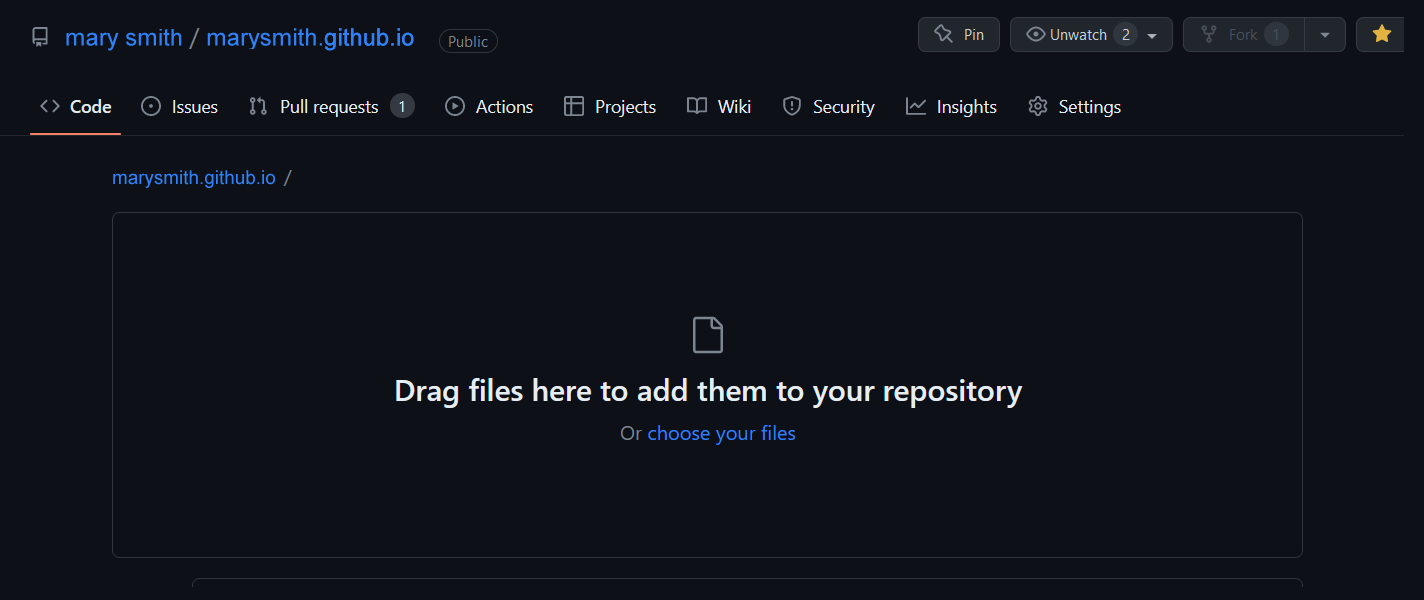 mary smith / marysmith.github.io Public Pin Unwatch 2 Fork 1
Code Issues Pull requests 1 Actions Projects Wiki Security Insights Settings
marysmith.github.io /
Drag files here to add them to your repository
Or choose your files